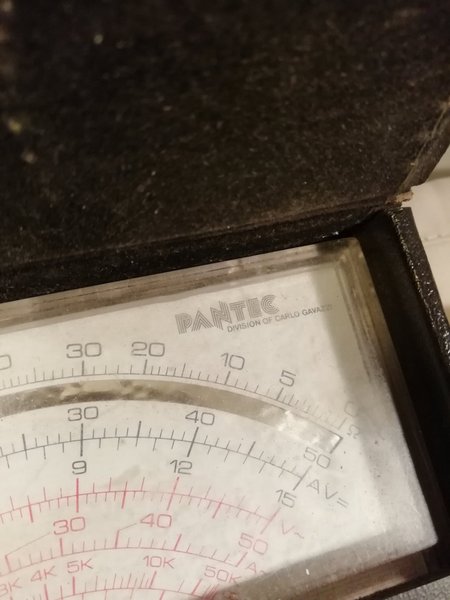 PANTEC
DIVISION OF CARLO GAVAZZI
30 20 10 5 0 Ω
30 40 50
AV=
9 12 15
V~
30 40 50
A
4K 5K 10K 50K